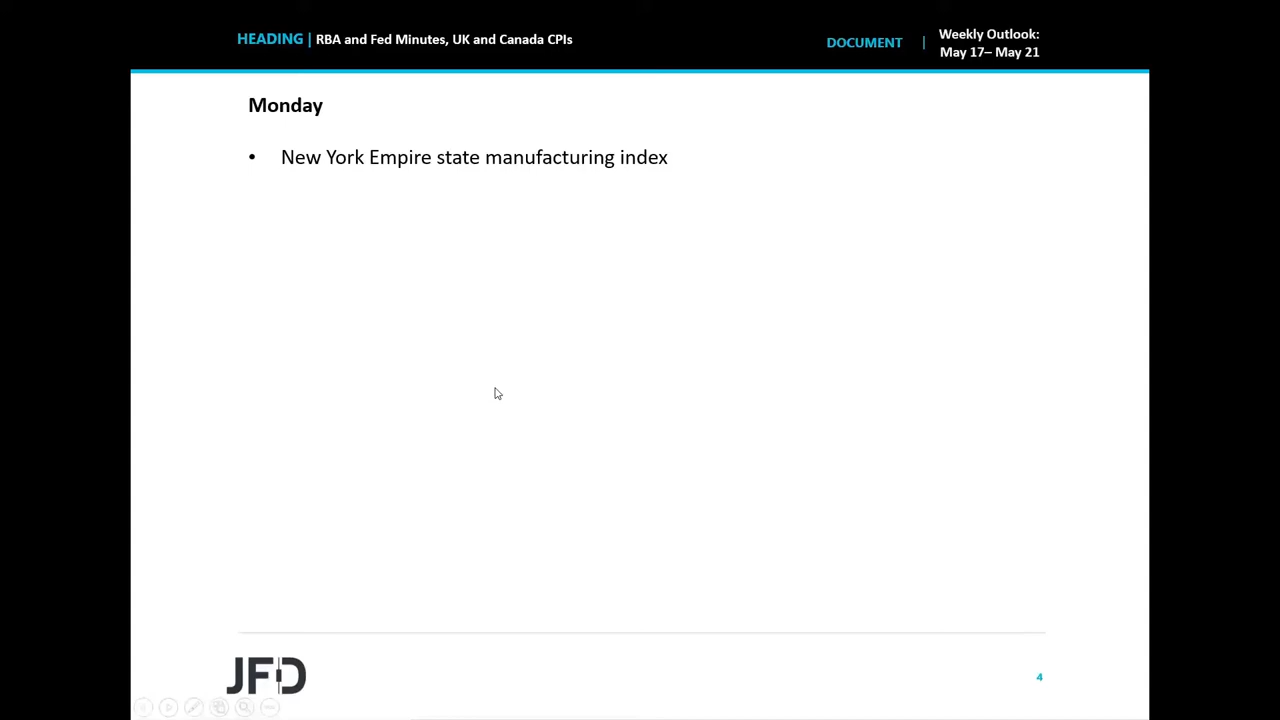 HEADING | RBA and Fed Minutes, UK and Canada CPIs
DOCUMENT | Weekly Outlook:
May 17– May 21
Monday
• New York Empire state manufacturing index
JFD
4